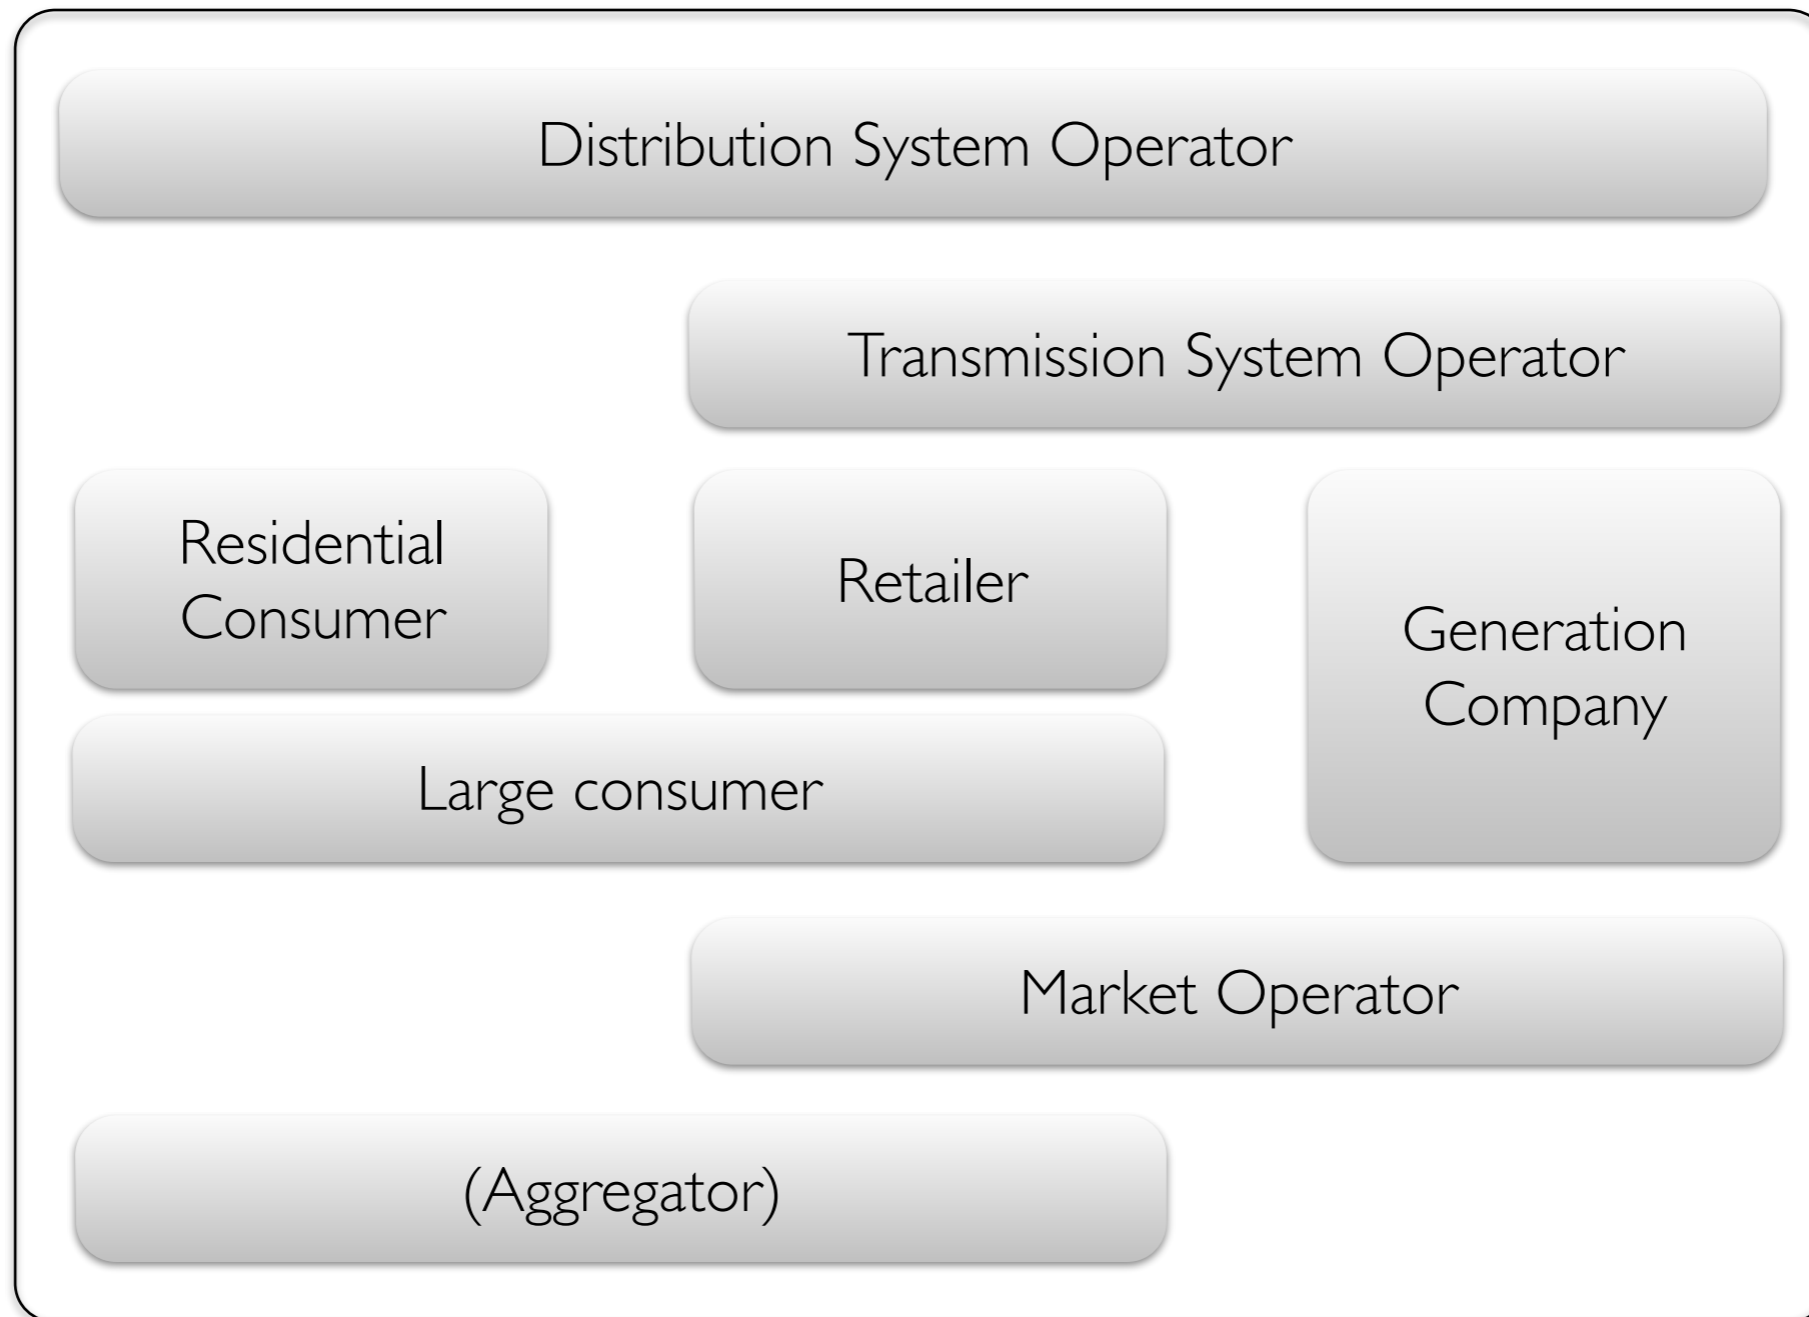 Distribution System Operator
Transmission System Operator
Residential
Consumer
Retailer
Generation
Company
Large consumer
Market Operator
(Aggregator)